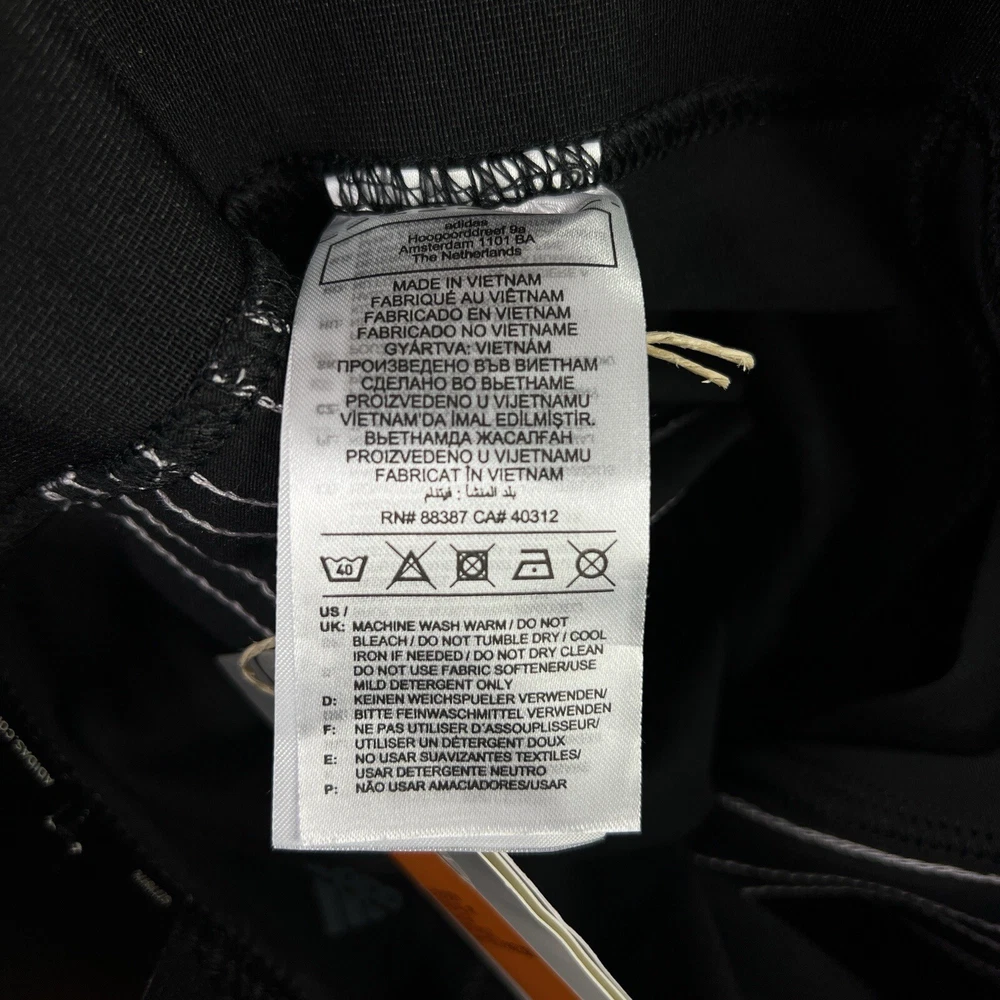 adidas
Hoogoorddreef 9a
Amsterdam 1101 BA
The Netherlands
MADE IN VIETNAM
FABRIQUÉ AU VIÊTNAM
FABRICADO EN VIETNAM
FABRICADO NO VIETNAME
GYÁRTVA: VIETNÁM
ПРОИЗВЕДЕНО ВЪВ ВИЕТНАМ
СДЕЛАНО ВО ВЬЕТНАМЕ
PROIZVEDENO U VIJETNAMU
VİETNAM'DA İMAL EDİLMİŞTİR.
ВЬЕТНАМДА ЖАСАЛҒАН
PROIZVEDENO U VIJETNAMU
FABRICAT ÎN VIETNAM
بلد المنشأ : فيتنام
RN# 88387 CA# 40312
40
US /
UK: MACHINE WASH WARM / DO NOT
BLEACH / DO NOT TUMBLE DRY / COOL
IRON IF NEEDED / DO NOT DRY CLEAN
DO NOT USE FABRIC SOFTENER/USE
MILD DETERGENT ONLY
D: KEINEN WEICHSPUELER VERWENDEN/
BITTE FEINWASCHMITTEL VERWENDEN
F: NE PAS UTILISER D'ASSOUPLISSEUR/
UTILISER UN DÉTERGENT DOUX
E: NO USAR SUAVIZANTES TEXTILES/
USAR DETERGENTE NEUTRO
P: NÃO USAR AMACIADORES/USAR